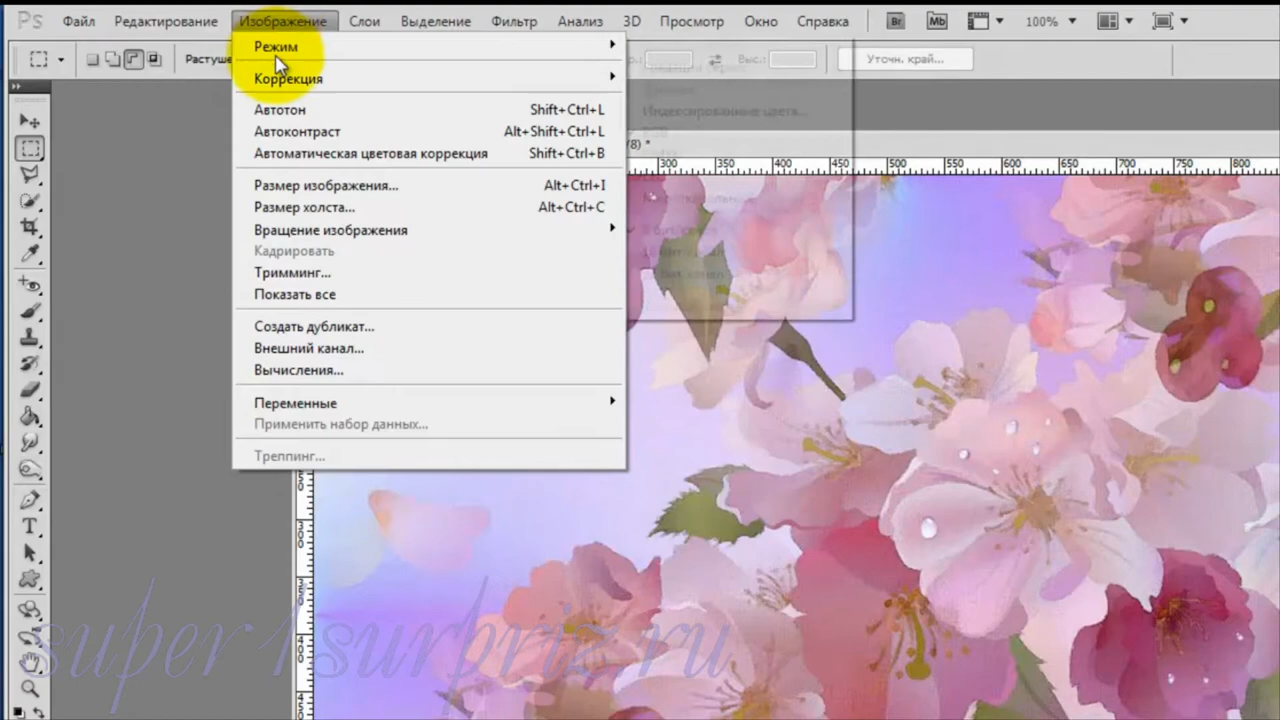 Ps Файл Редактирование Изображение Слои Выделение Фильтр Анализ 3D Просмотр Окно Справка Br Mb 100%
Растуше Выс.: Уточн. край...
Режим
Коррекция
Автотон Shift+Ctrl+L
Автоконтраст Alt+Shift+Ctrl+L
Автоматическая цветовая коррекция Shift+Ctrl+B
Размер изображения... Alt+Ctrl+I
Размер холста... Alt+Ctrl+C
Вращение изображения
Кадрировать
Тримминг...
Показать все
Создать дубликат...
Внешний канал...
Вычисления...
Переменные
Применить набор данных...
Треппинг...
Индексированные цвета...
RGB
/8) *
300 350 400 450 500 550 600 650 700 750 800
super1surpriz.ru